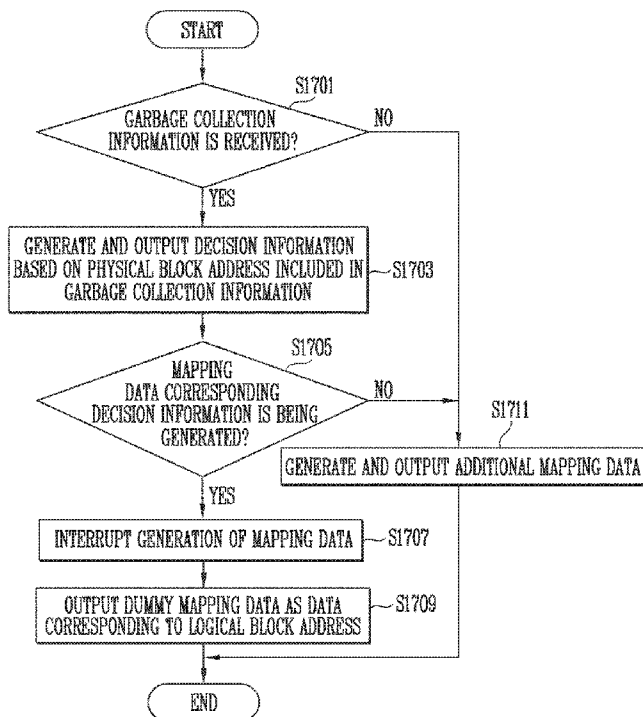 START
S1701
GARBAGE COLLECTION
INFORMATION IS RECEIVED?
NO
YES
GENERATE AND OUTPUT DECISION INFORMATION
BASED ON PHYSICAL BLOCK ADDRESS INCLUDED IN
GARBAGE COLLECTION INFORMATION
S1703
S1705
MAPPING
DATA CORRESPONDING
DECISION INFORMATION IS BEING
GENERATED?
NO
S1711
GENERATE AND OUTPUT ADDITIONAL MAPPING DATA
YES
INTERRUPT GENERATION OF MAPPING DATA
S1707
OUTPUT DUMMY MAPPING DATA AS DATA
CORRESPONDING TO LOGICAL BLOCK ADDRESS
S1709
END